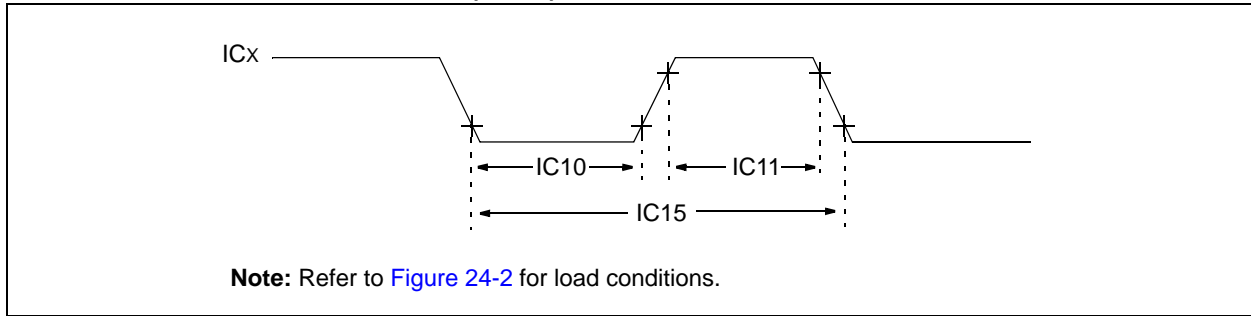 ICx
IC10
IC11
IC15
Note: Refer to Figure 24-2 for load conditions.